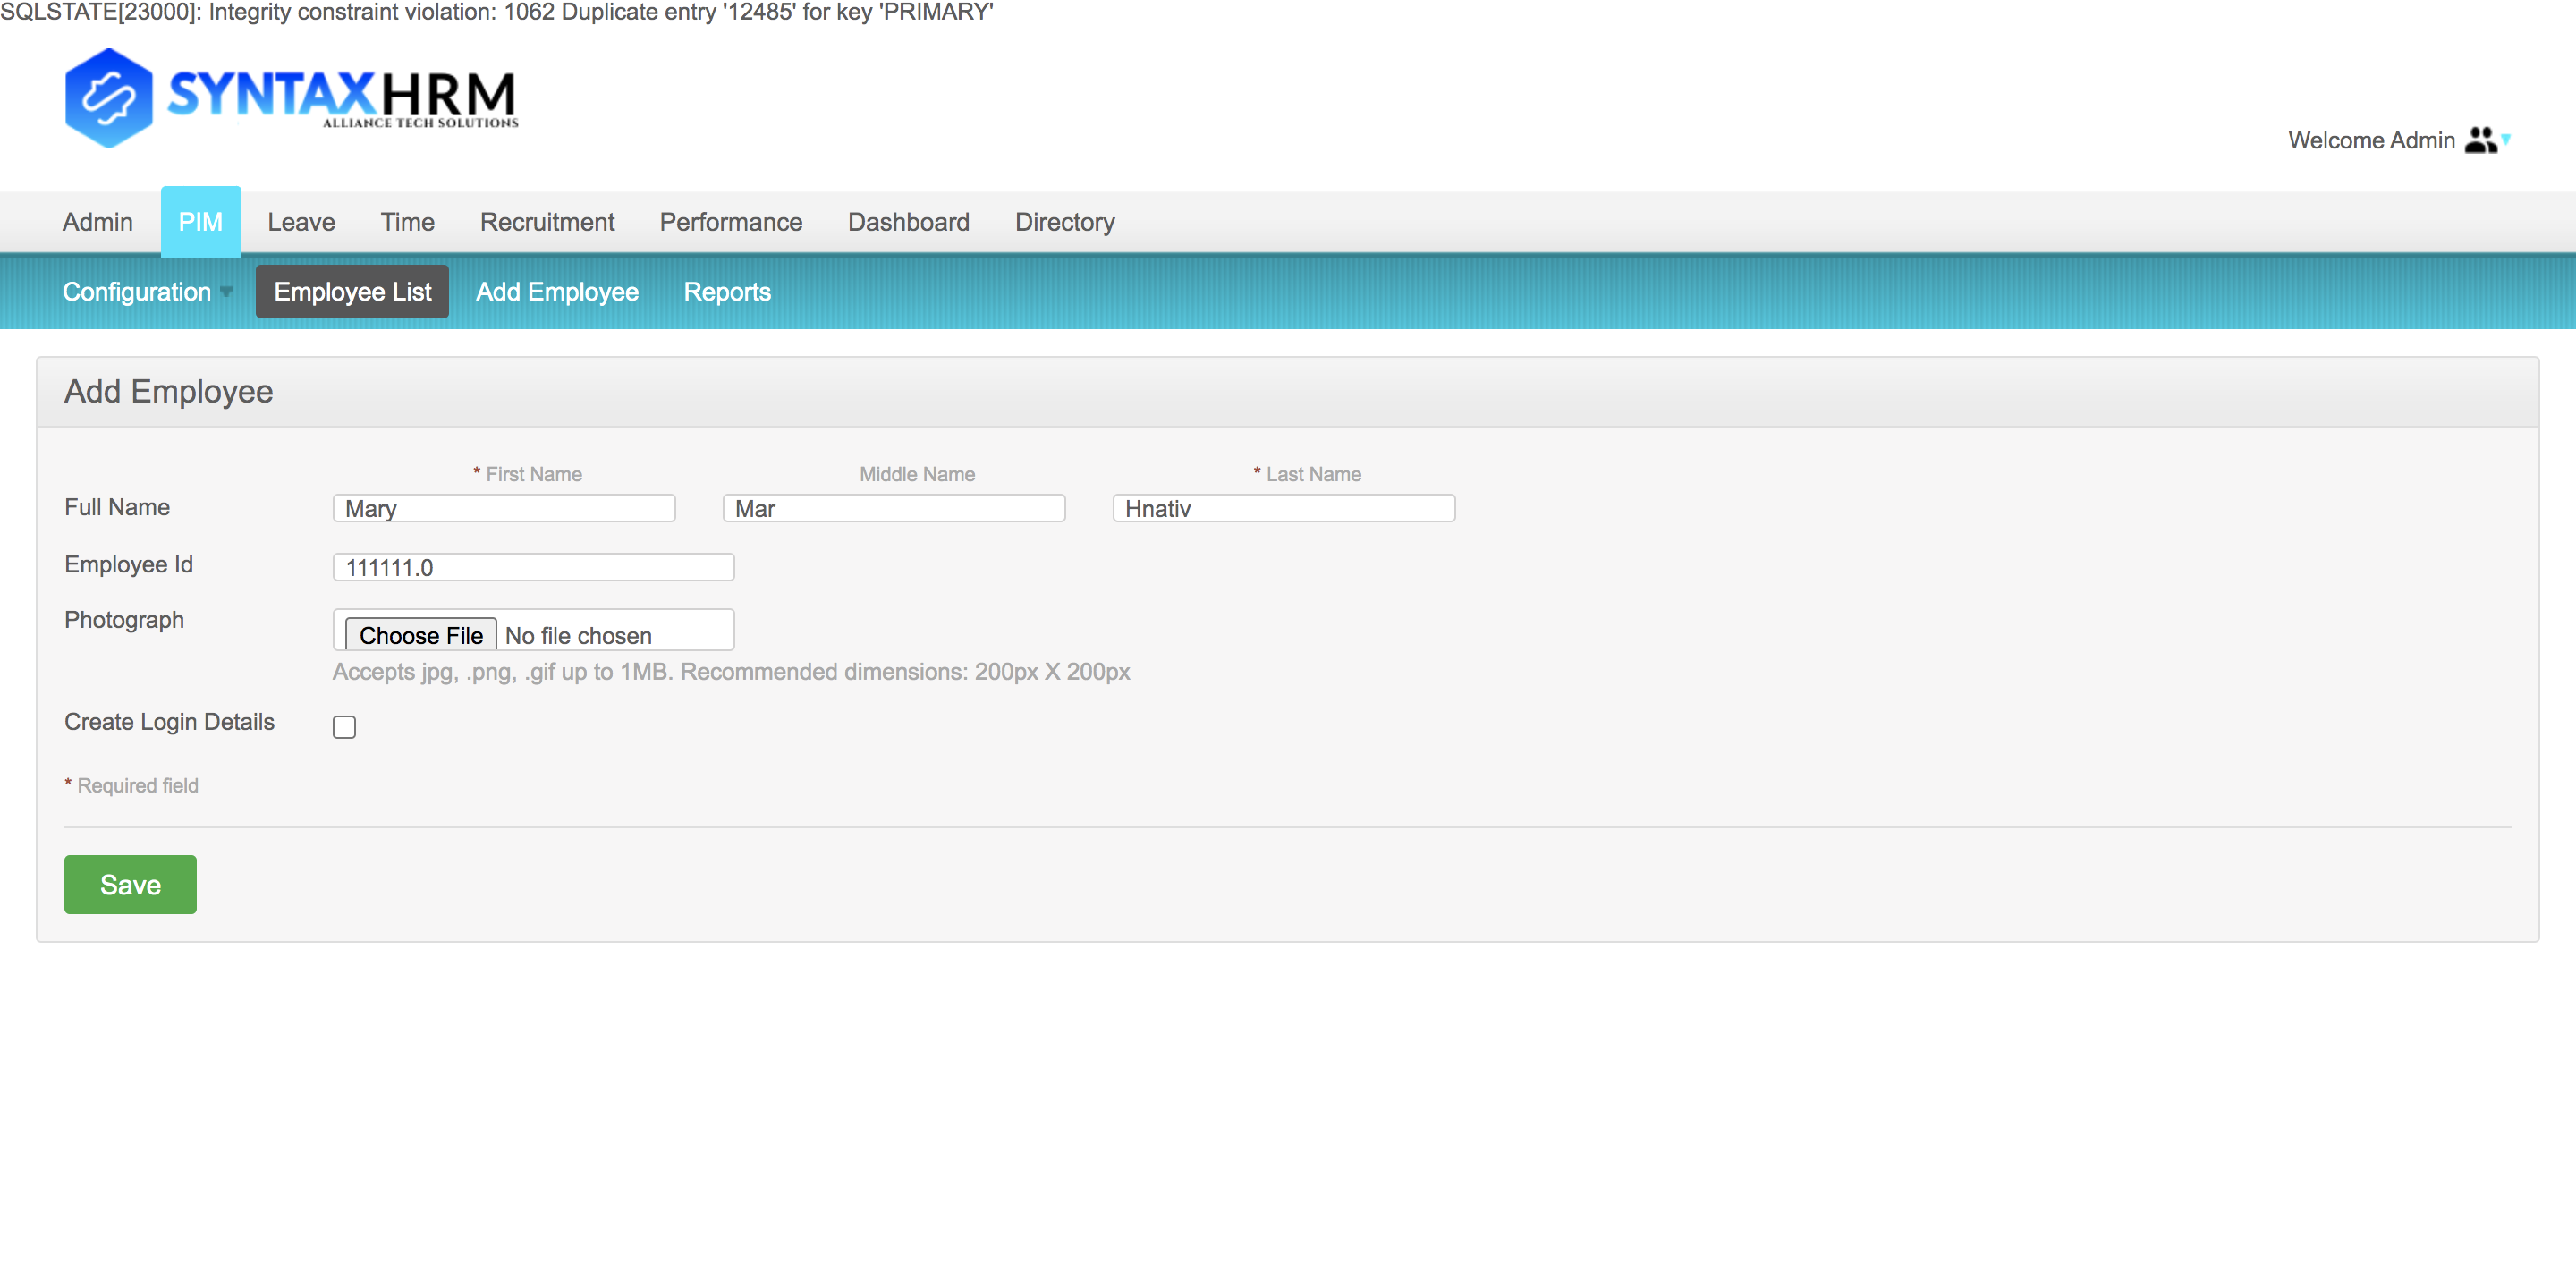 SQLSTATE[23000]: Integrity constraint violation: 1062 Duplicate entry '12485' for key 'PRIMARY'
SYNTAXHRM
ALLIANCE TECH SOLUTIONS
Welcome Admin
Admin PIM Leave Time Recruitment Performance Dashboard Directory
Configuration Employee List Add Employee Reports
Add Employee
* First Name Middle Name * Last Name
Full Name Mary Mar Hnativ
Employee Id 111111.0
Photograph Choose File No file chosen
Accepts jpg, .png, .gif up to 1MB. Recommended dimensions: 200px X 200px
Create Login Details
* Required field
Save